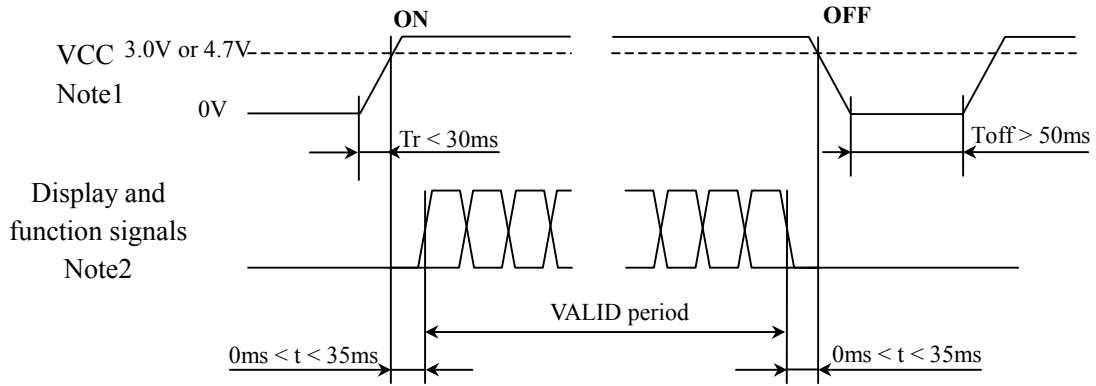 ON
OFF
VCC
Note1
3.0V or 4.7V
0V
Tr < 30ms
Toff > 50ms
Display and
function signals
Note2
VALID period
0ms < t < 35ms
0ms < t < 35ms